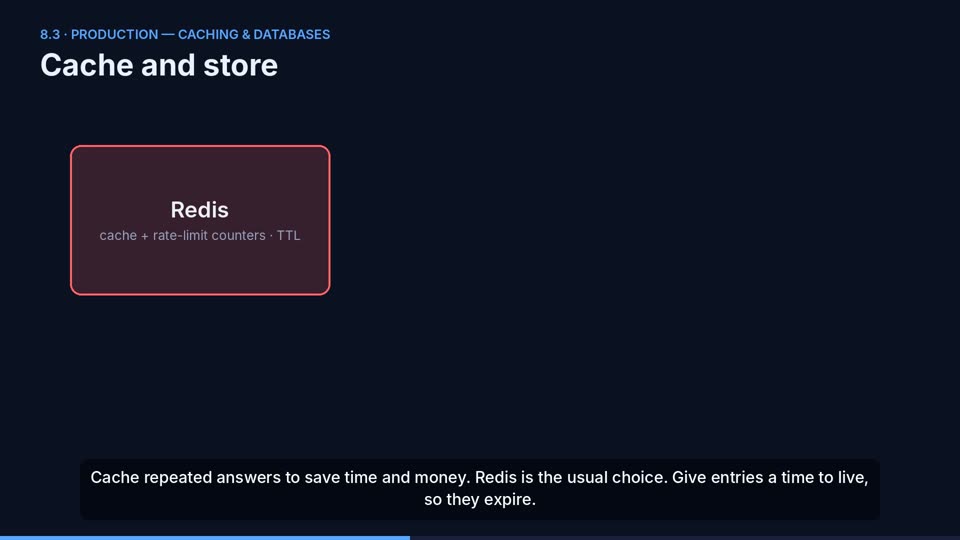 8.3 · PRODUCTION — CACHING & DATABASES
Cache and store
Redis
cache + rate-limit counters · TTL
Cache repeated answers to save time and money. Redis is the usual choice. Give entries a time to live,
so they expire.